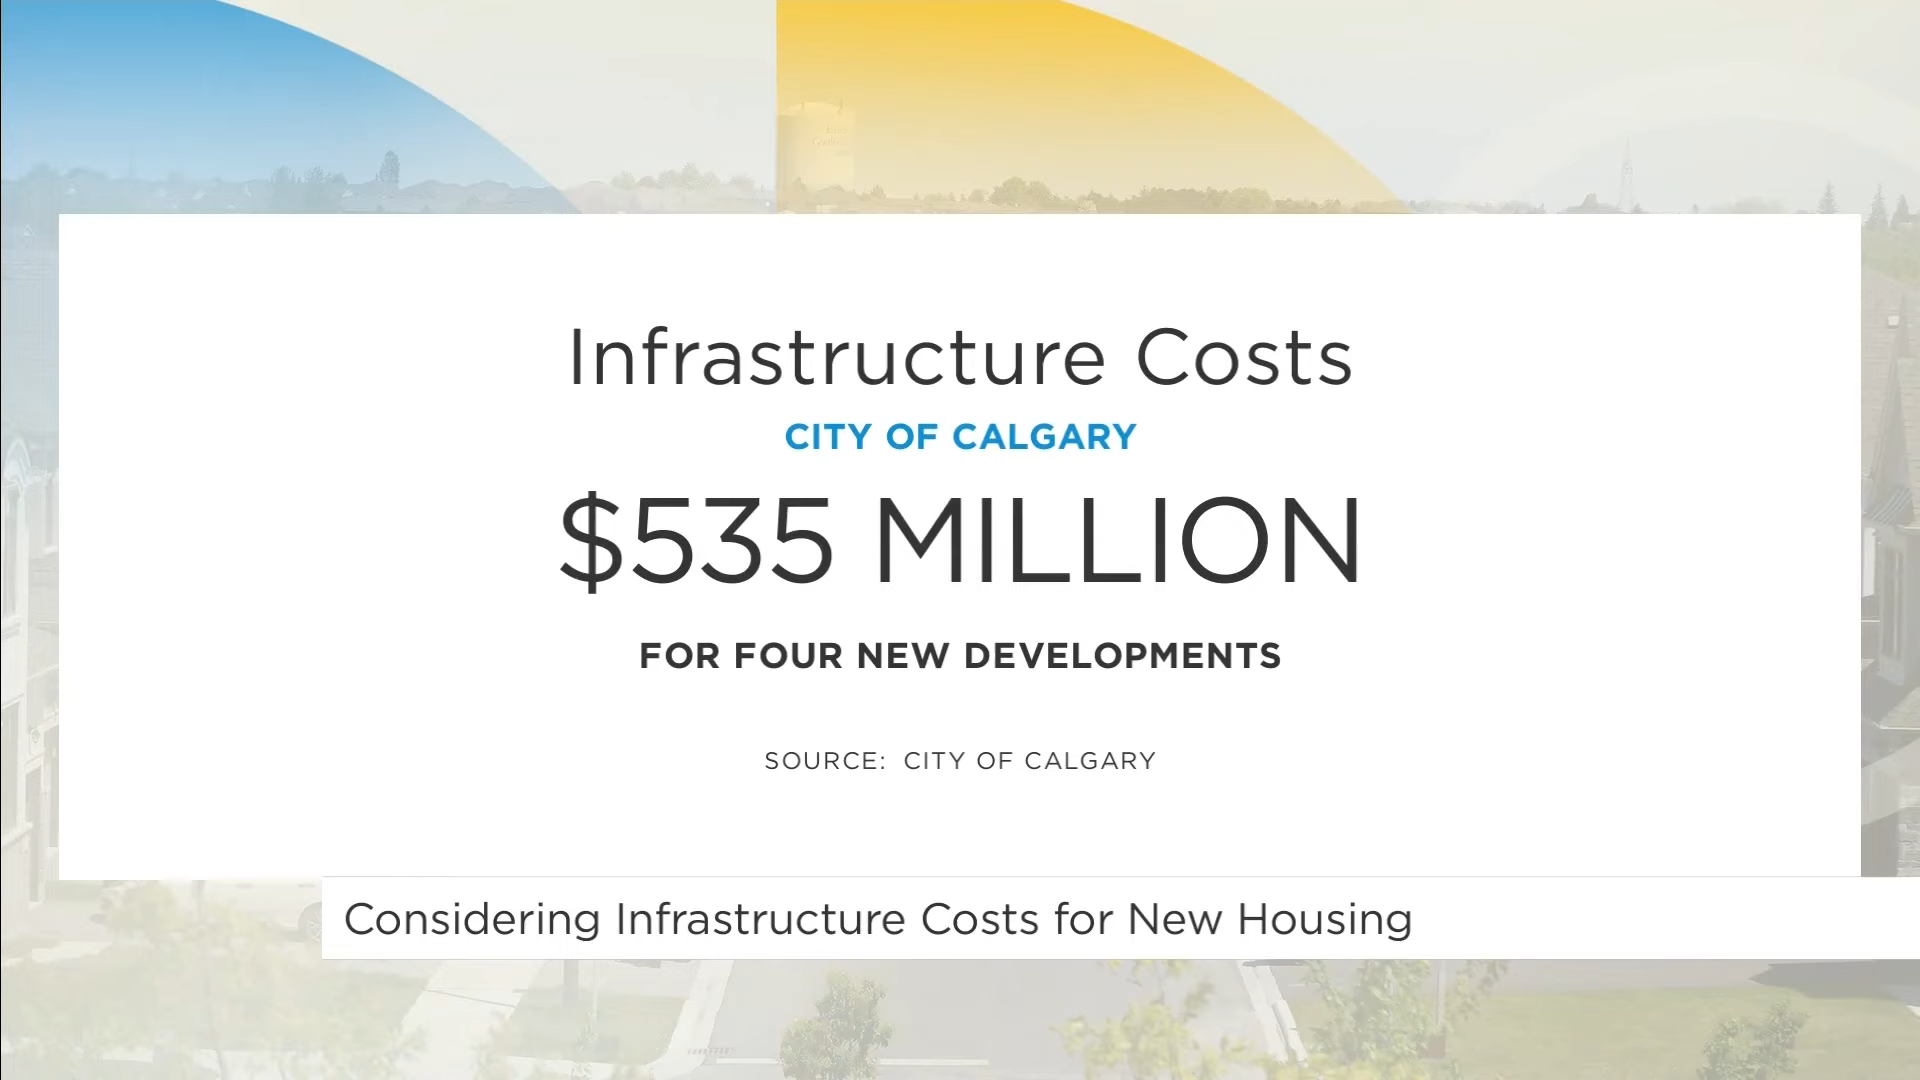 Infrastructure Costs
CITY OF CALGARY
$535 MILLION
FOR FOUR NEW DEVELOPMENTS
SOURCE: CITY OF CALGARY
Considering Infrastructure Costs for New Housing